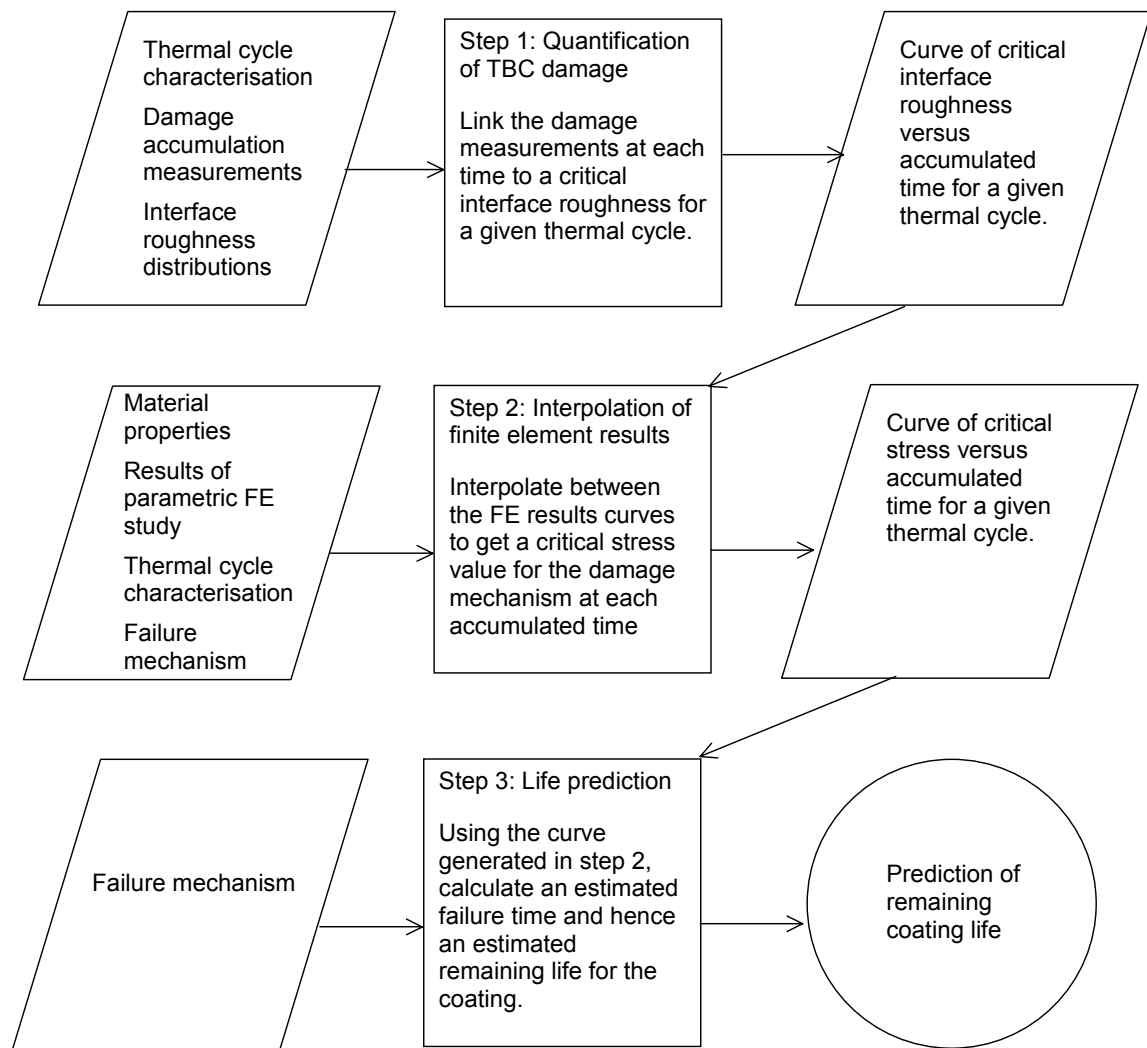 Thermal cycle
characterisation
Damage
accumulation
measurements
Interface
roughness
distributions
Step 1: Quantification
of TBC damage
Link the damage
measurements at each
time to a critical
interface roughness for
a given thermal cycle.
Curve of critical
interface
roughness
versus
accumulated
time for a given
thermal cycle.
Material
properties
Results of
parametric FE
study
Thermal cycle
characterisation
Failure
mechanism
Step 2: Interpolation of
finite element results
Interpolate between
the FE results curves
to get a critical stress
value for the damage
mechanism at each
accumulated time
Curve of critical
stress versus
accumulated
time for a given
thermal cycle.
Failure mechanism
Step 3: Life prediction
Using the curve
generated in step 2,
calculate an estimated
failure time and hence
an estimated
remaining life for the
coating.
Prediction of
remaining
coating life